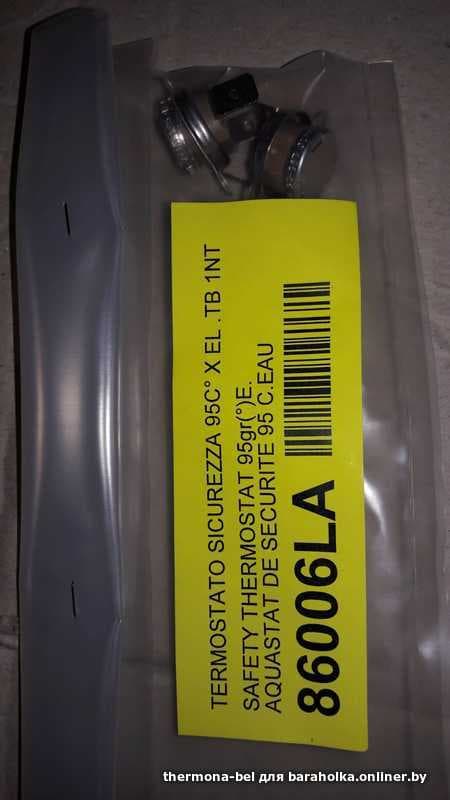 TERMOSTATO SICUREZZA 95C° X EL .TB 1NT
SAFETY THERMOSTAT 95gr(°)E.
AQUASTAT DE SECURITE 95 C.EAU
86006LA
thermona-bel для baraholka.onliner.by